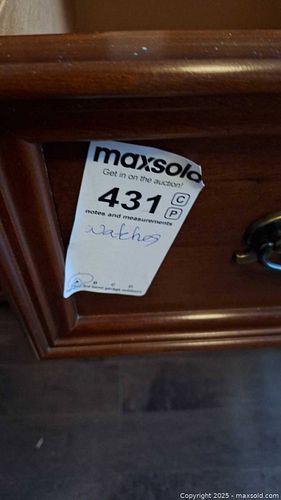 maxsold
Get in on the auction!
431 C
P
notes and measurements
watches
A B C D
Copyright © 2025 - maxsold.com